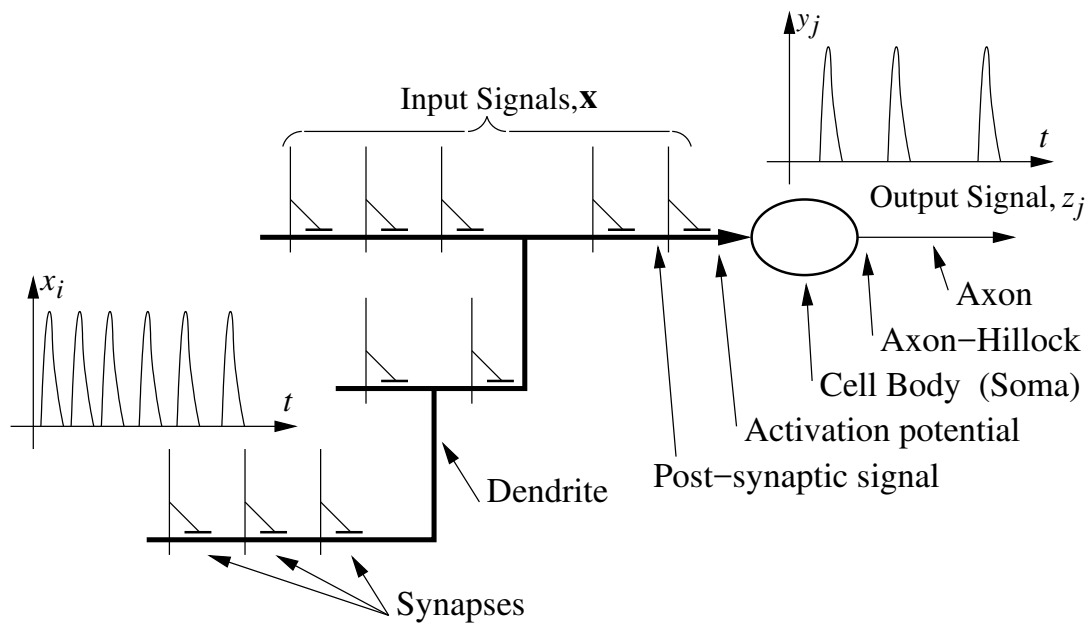 y_j
t
Input Signals,x
Output Signal, z_j
Axon
Axon−Hillock
Cell Body (Soma)
Activation potential
Post−synaptic signal
x_i
t
Dendrite
Synapses